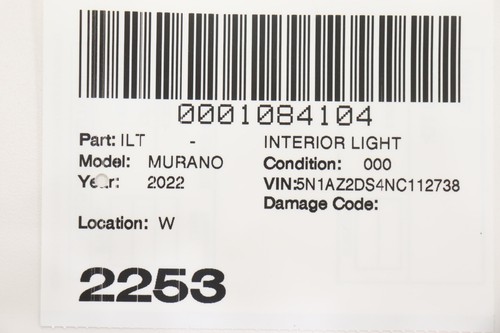 0001084104
Part: ILT - INTERIOR LIGHT
Model: MURANO Condition: 000
Year: 2022 VIN:5N1AZ2DS4NC112738
Damage Code:
Location: W
2253